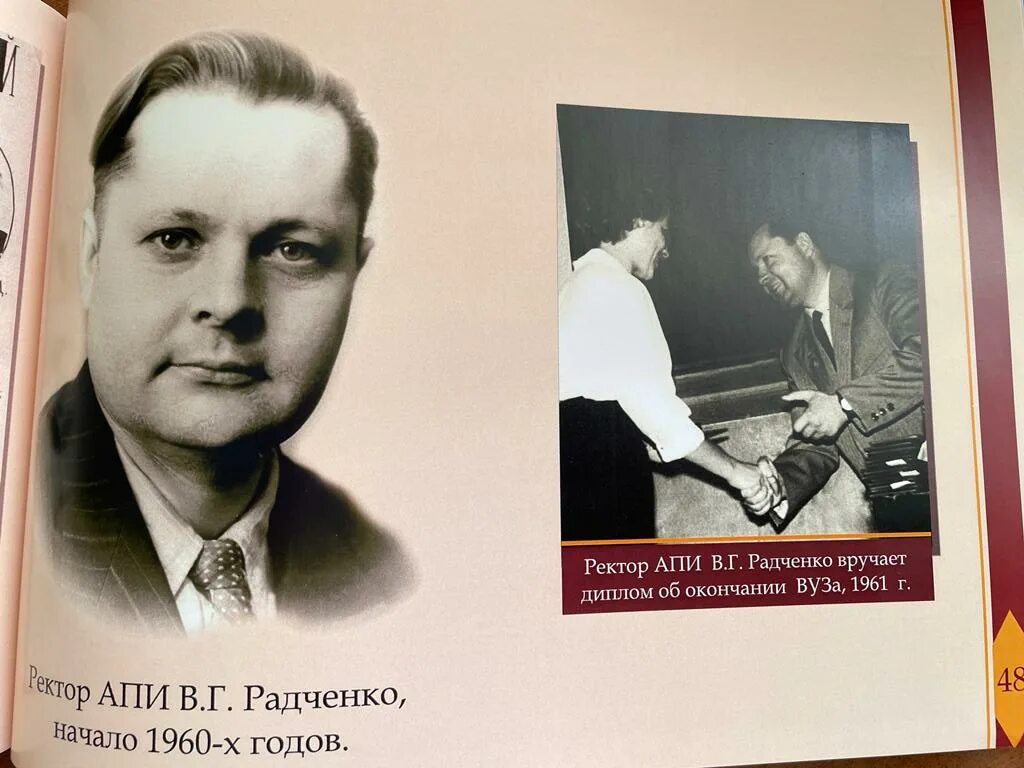 Й
Д.
Ректор АПИ В.Г. Радченко,
начало 1960-х годов.
Ректор АПИ В.Г. Радченко вручает
диплом об окончании ВУЗа, 1961 г.
48